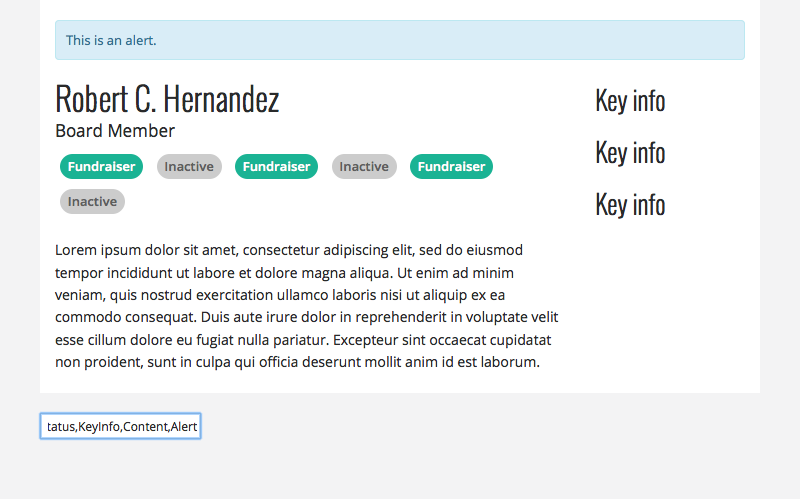 This is an alert.
Robert C. Hernandez
Board Member
Fundraiser Inactive Fundraiser Inactive Fundraiser
Inactive
Key info
Key info
Key info
Lorem ipsum dolor sit amet, consectetur adipiscing elit, sed do eiusmod
tempor incididunt ut labore et dolore magna aliqua. Ut enim ad minim
veniam, quis nostrud exercitation ullamco laboris nisi ut aliquip ex ea
commodo consequat. Duis aute irure dolor in reprehenderit in voluptate velit
esse cillum dolore eu fugiat nulla pariatur. Excepteur sint occaecat cupidatat
non proident, sunt in culpa qui officia deserunt mollit anim id est laborum.
tatus,KeyInfo,Content,Alert